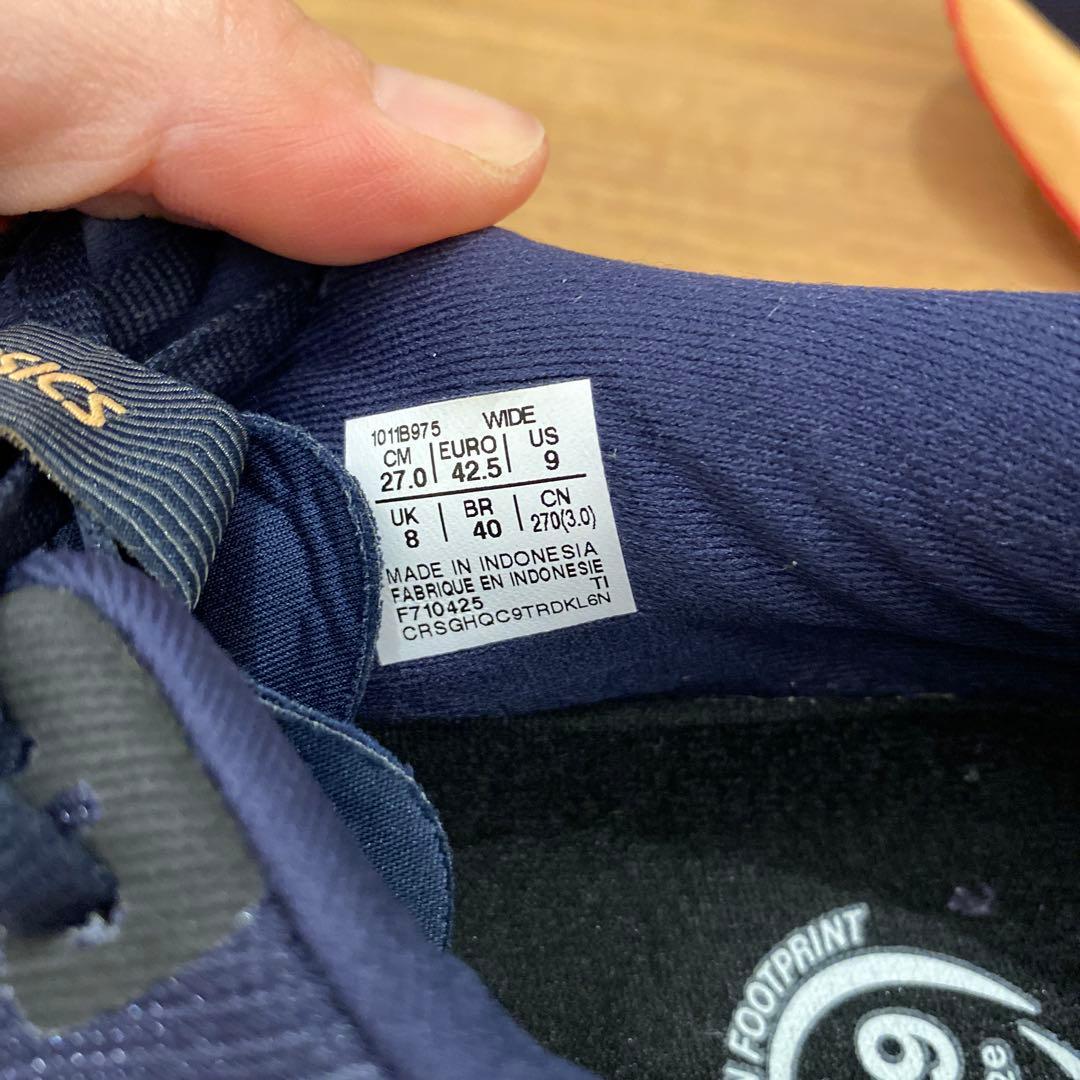 SICS
1011B975 WIDE
CM EURO US
27.0 42.5 9
UK BR CN
8 40 270(3.0)
MADE IN INDONESIA
FABRIQUE EN INDONESIE
F710425 TI
CRSGHQC9TRDKL6N
FOOTPRINT
9